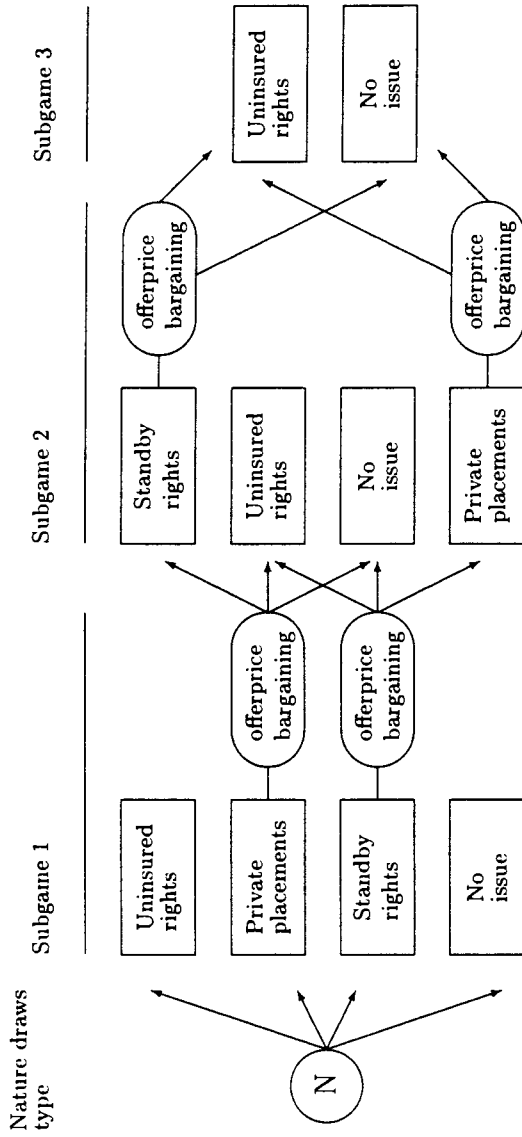 Nature draws
type
Subgame 1
Subgame 2
Subgame 3
N
Uninsured
rights
Private
placements
Standby
rights
No
issue
offerprice
bargaining
offerprice
bargaining
Standby
rights
Uninsured
rights
No
issue
Private
placements
offerprice
bargaining
offerprice
bargaining
Uninsured
rights
No
issue